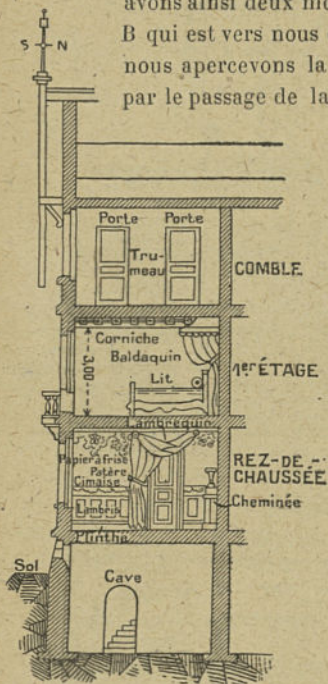 avons ainsi deux
B qui est vers nous
nous apercevons la
par le passage de la
S N
Porte Porte
Tru-
meau
COMBLE
Corniche
Baldaquin
3,00
Lit
1er ÉTAGE
Lambrequin
Papier à frise
Patère
Cimaise
REZ-DE-
CHAUSSÉE
Cheminée
Lambris
Plinthe
Sol
Cave